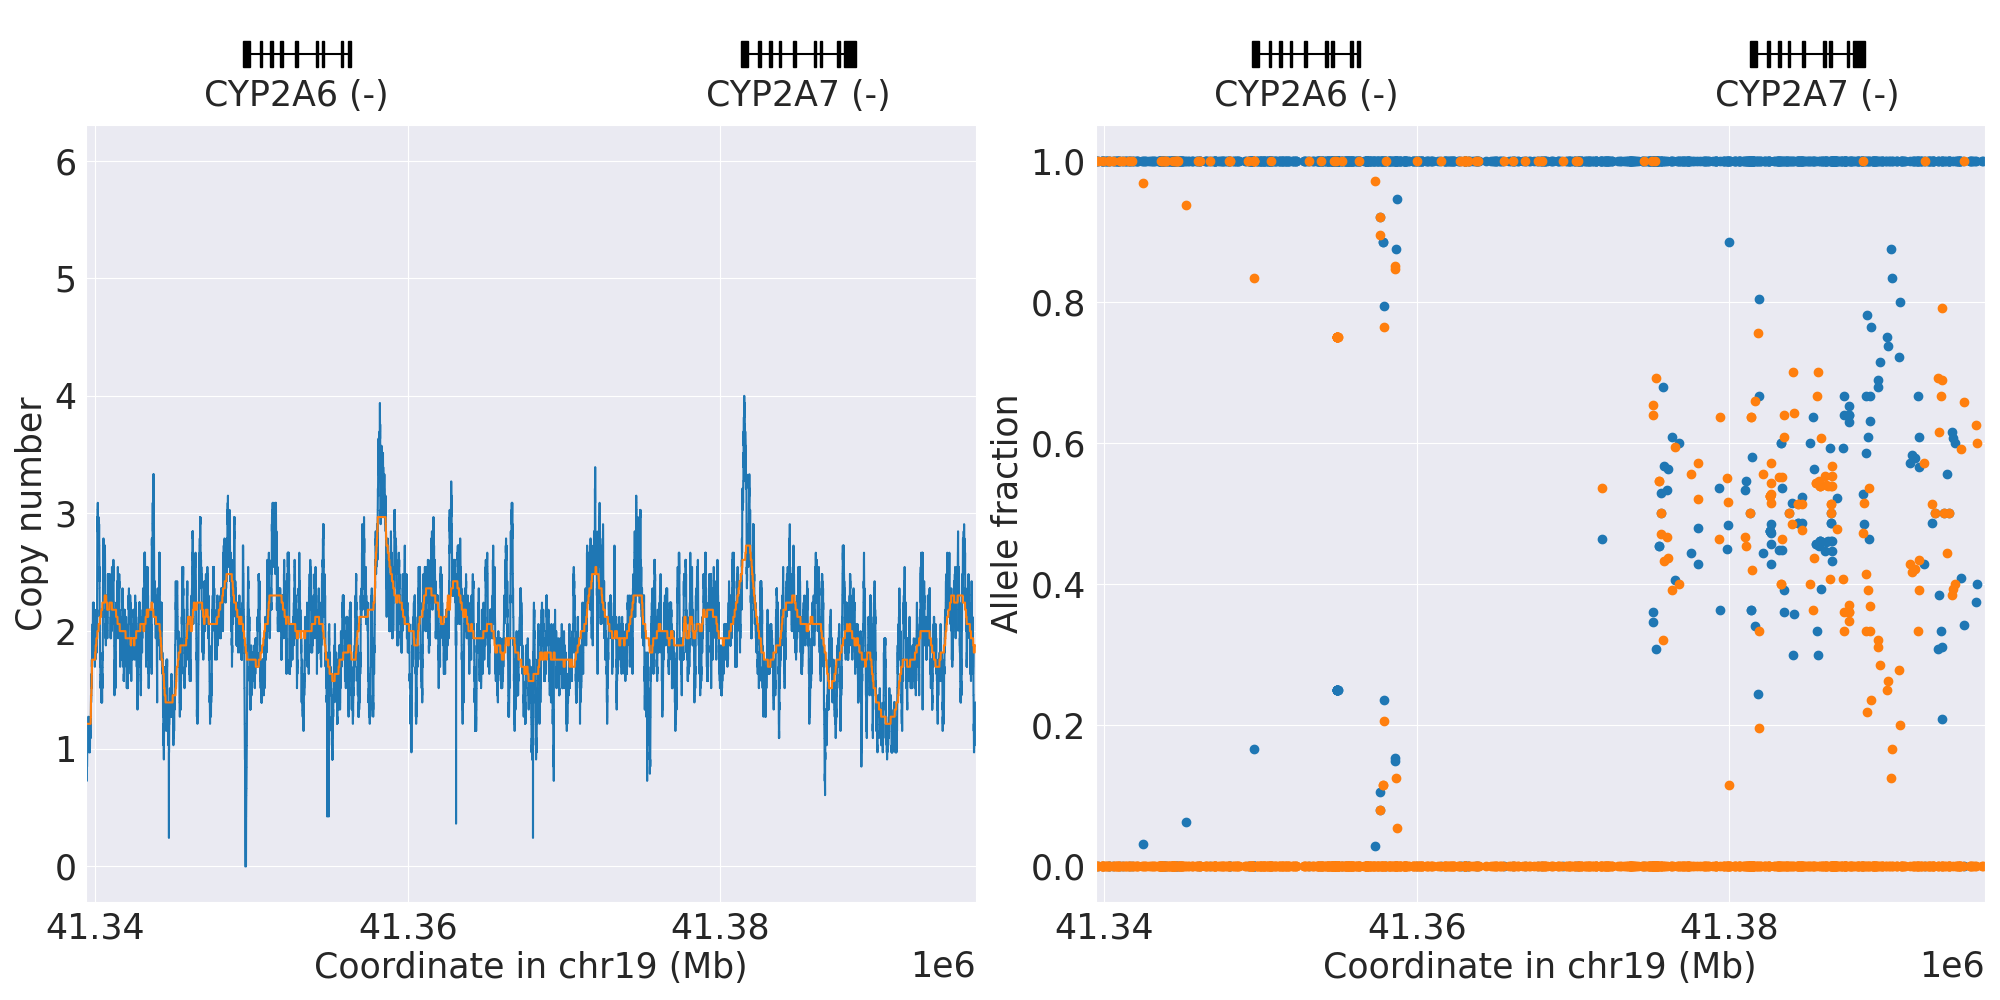 CYP2A6 (-)
CYP2A7 (-)
6
5
4
3
2
1
0
Copy number
41.34
41.36
41.38
Coordinate in chr19 (Mb)
1e6
CYP2A6 (-)
CYP2A7 (-)
1.0
0.8
0.6
0.4
0.2
0.0
Allele fraction
41.34
41.36
41.38
Coordinate in chr19 (Mb)
1e6